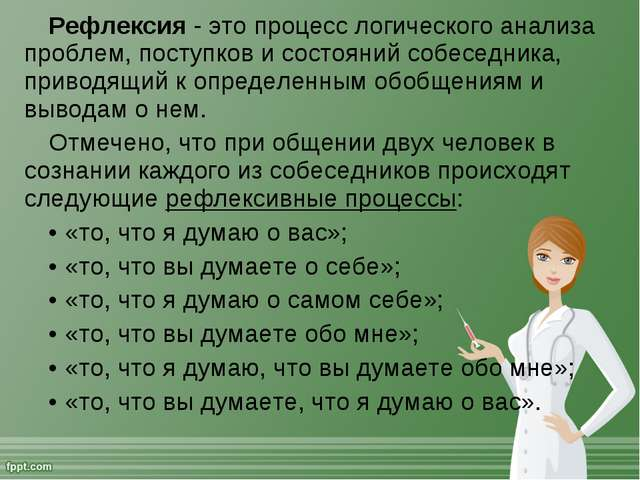 Рефлексия - это процесс логического анализа
проблем, поступков и состояний собеседника,
приводящий к определенным обобщениям и
выводам о нем.
Отмечено, что при общении двух человек в
сознании каждого из собеседников происходят
следующие рефлексивные процессы:
• «то, что я думаю о вас»;
• «то, что вы думаете о себе»;
• «то, что я думаю о самом себе»;
• «то, что вы думаете обо мне»;
• «то, что я думаю, что вы думаете обо мне»;
• «то, что вы думаете, что я думаю о вас».
fppt.com